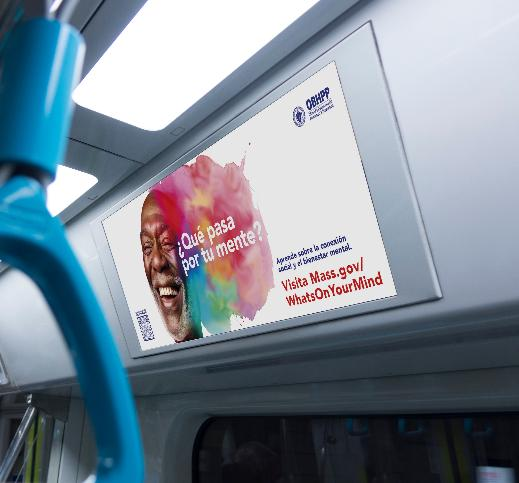 OBHPP
¿Qué pasa
por tu mente?
Aprende sobre la conexión
social y el bienestar mental.
Visita Mass.gov/
WhatsOnYourMind